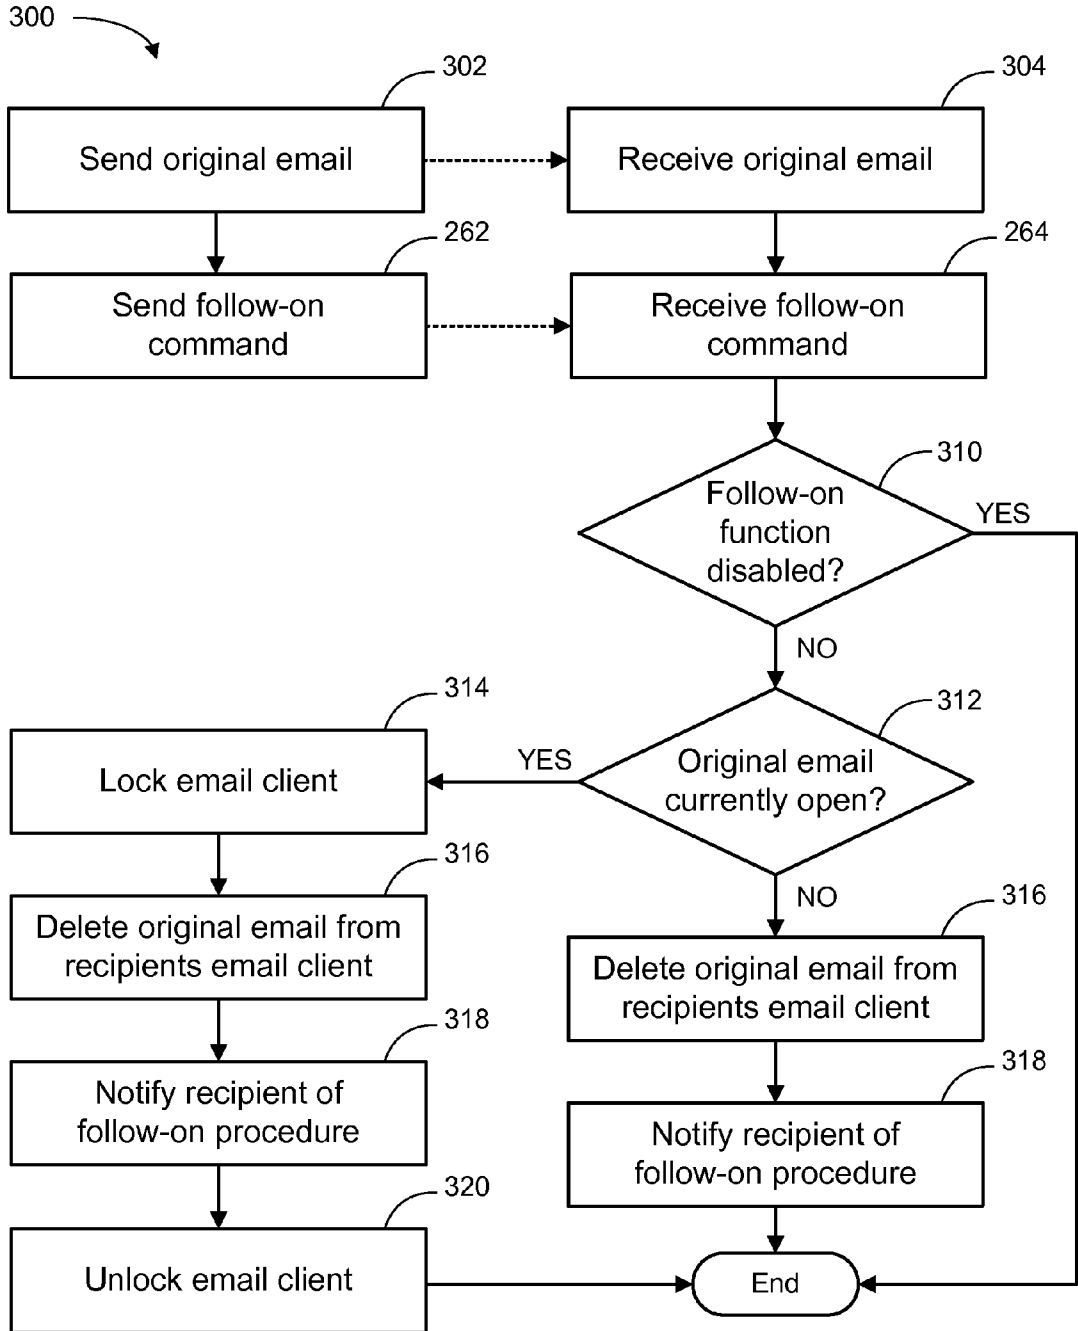 300
302
304
Send original email
Receive original email
262
264
Send follow-on
command
Receive follow-on
command
310
Follow-on
function
disabled?
YES
NO
314
312
Lock email client
YES
Original email
currently open?
316
NO
316
Delete original email from
recipients email client
Delete original email from
recipients email client
318
318
Notify recipient of
follow-on procedure
Notify recipient of
follow-on procedure
320
Unlock email client
End